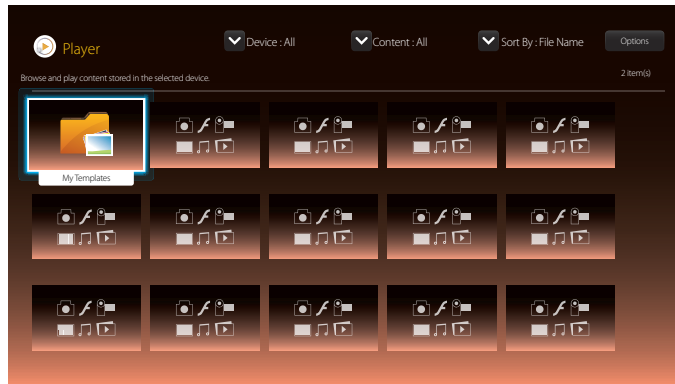 Player
Device : All
Content : All
Sort By : File Name
Options
Browse and play content stored in the selected device.
2 item(s)
My Templates